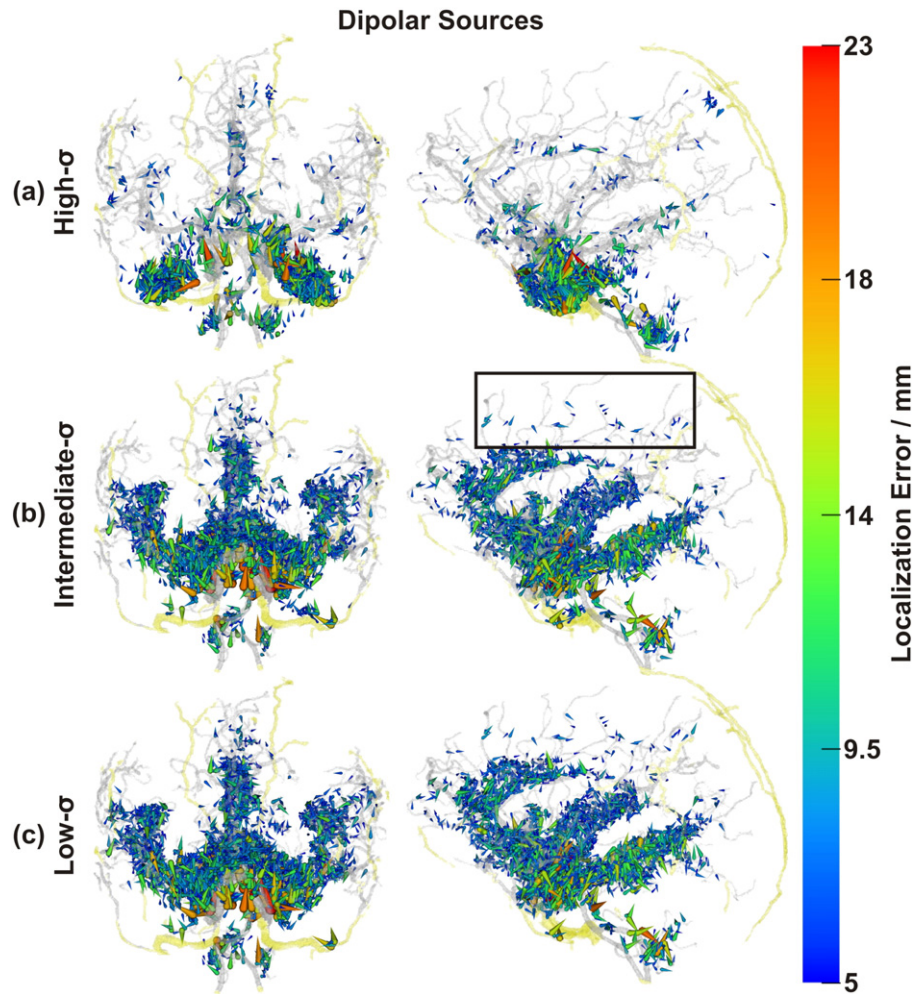 Dipolar Sources
(a) High-σ
(b) Intermediate-σ
(c) Low-σ
23
18
14
9.5
5
Localization Error / mm